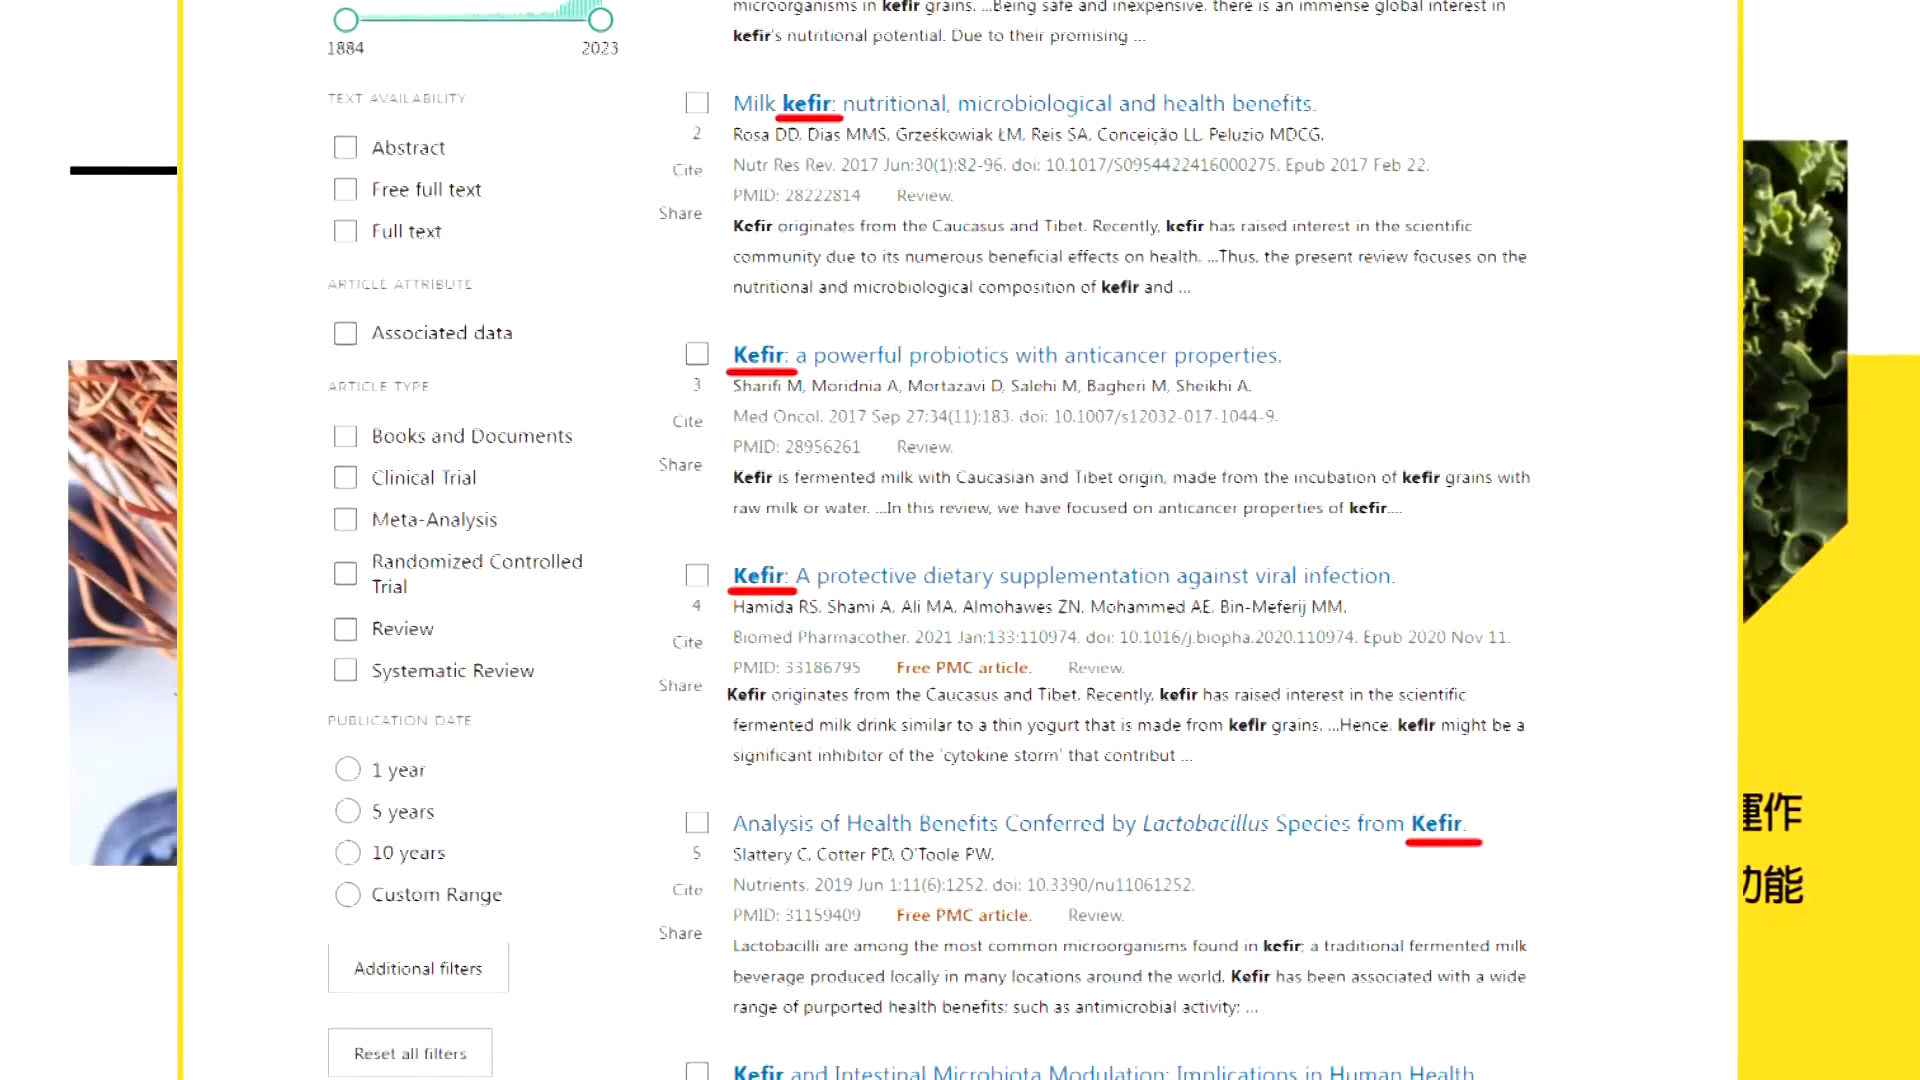 microorganisms in kefir grains. ...Being safe and inexpensive, there is an immense global interest in
kefir's nutritional potential. Due to their promising ...
1884
2023
TEXT AVAILABILITY
Abstract
Free full text
Full text
ARTICLE ATTRIBUTE
Associated data
ARTICLE TYPE
Books and Documents
Clinical Trial
Meta-Analysis
Randomized Controlled
Trial
Review
Systematic Review
PUBLICATION DATE
1 year
5 years
10 years
Custom Range
Additional filters
Reset all filters
Milk kefir: nutritional, microbiological and health benefits.
2
Rosa DD, Dias MMS, Grześkowiak ŁM, Reis SA, Conceição LL, Peluzio MDCG.
Cite
Nutr Res Rev. 2017 Jun;30(1):82-96. doi: 10.1017/S0954422416000275. Epub 2017 Feb 22.
PMID: 28222814 Review.
Share
Kefir originates from the Caucasus and Tibet. Recently, kefir has raised interest in the scientific
community due to its numerous beneficial effects on health. ...Thus, the present review focuses on the
nutritional and microbiological composition of kefir and ...
Kefir: a powerful probiotics with anticancer properties.
3
Sharifi M, Moridnia A, Mortazavi D, Salehi M, Bagheri M, Sheikhi A.
Cite
Med Oncol. 2017 Sep 27;34(11):183. doi: 10.1007/s12032-017-1044-9.
PMID: 28956261 Review.
Share
Kefir is fermented milk with Caucasian and Tibet origin, made from the incubation of kefir grains with
raw milk or water. ...In this review, we have focused on anticancer properties of kefir....
Kefir: A protective dietary supplementation against viral infection.
4
Hamida RS, Shami A, Ali MA, Almohawes ZN, Mohammed AE, Bin-Meferij MM.
Cite
Biomed Pharmacother. 2021 Jan;133:110974. doi: 10.1016/j.biopha.2020.110974. Epub 2020 Nov 11.
PMID: 33186795 Free PMC article. Review.
Share
Kefir originates from the Caucasus and Tibet. Recently, kefir has raised interest in the scientific
fermented milk drink similar to a thin yogurt that is made from kefir grains. ...Hence, kefir might be a
significant inhibitor of the 'cytokine storm' that contribut ...
Analysis of Health Benefits Conferred by Lactobacillus Species from Kefir.
5
Slattery C, Cotter PD, O'Toole PW.
Cite
Nutrients. 2019 Jun 1;11(6):1252. doi: 10.3390/nu11061252.
PMID: 31159409 Free PMC article. Review.
Share
Lactobacilli are among the most common microorganisms found in kefir; a traditional fermented milk
beverage produced locally in many locations around the world. Kefir has been associated with a wide
range of purported health benefits; such as antimicrobial activity; ...
Kefir and Intestinal Microbiota Modulation: Implications in Human Health
運作
功能